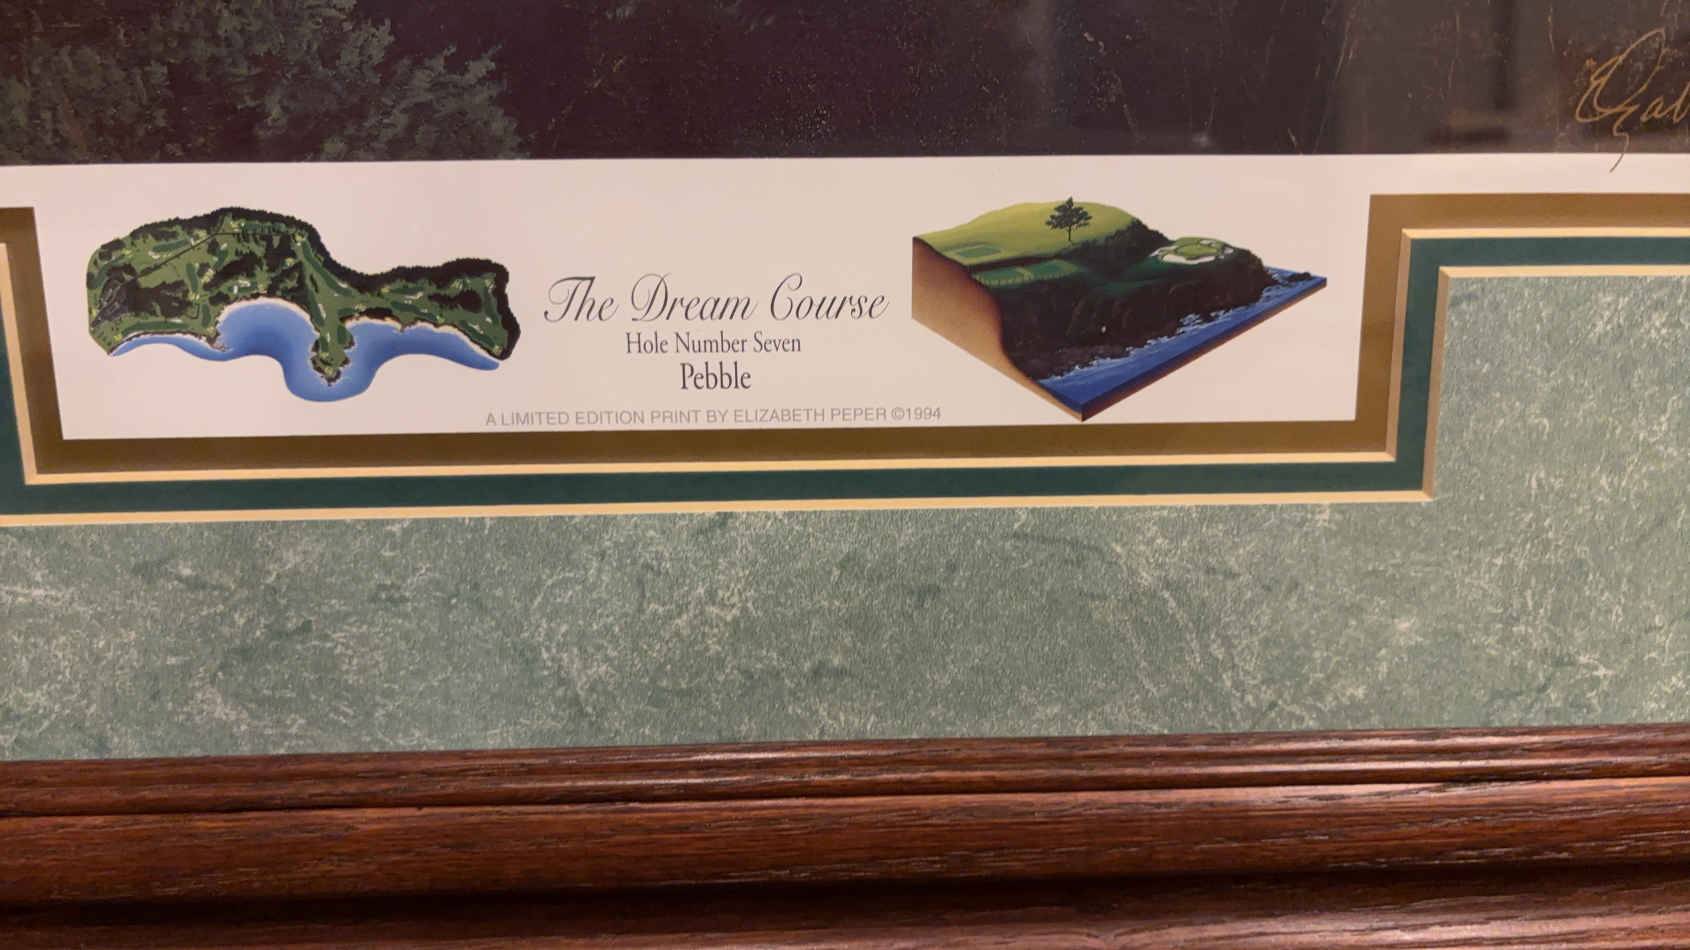 The Dream Course
Hole Number Seven
Pebble
A LIMITED EDITION PRINT BY ELIZABETH PEPER ©1994